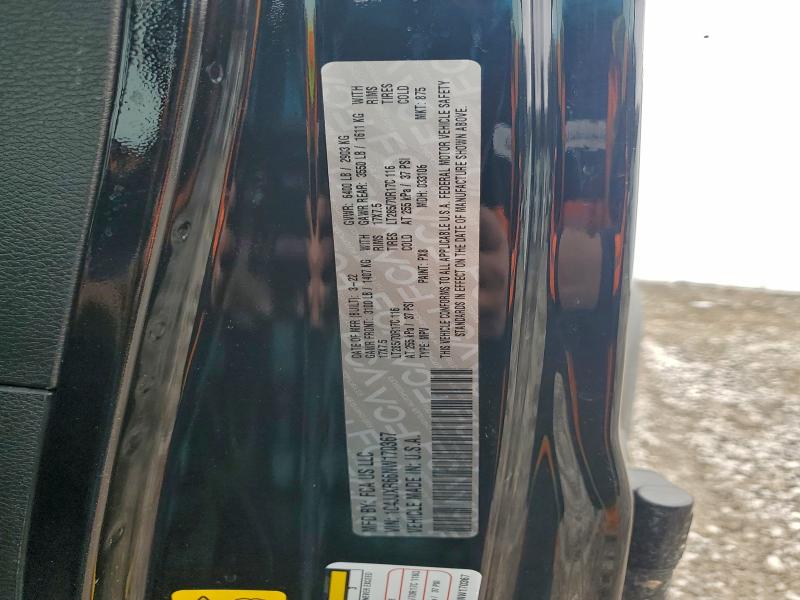 MFD BY: FCA US LLC
DATE OF MFR (BUILT): 3-22
GVWR: 6400 LB / 2903 KG
GAWR FRONT: 3100 LB / 1407 KG WITH
GAWR REAR: 3550 LB / 1611 KG WITH
17X7.5 RIMS
17X7.5 RIMS
LT285/70R17C 116 TIRES
LT285/70R17C 116 TIRES
AT 255 kPa / 37 PSI COLD
AT 255 kPa / 37 PSI COLD
VIN: 1C4JJXR66NW170367
TYPE: MPV
PAINT: PX8
MDH: 033106
MKT: 875
VEHICLE MADE IN: U.S.A.
THIS VEHICLE CONFORMS TO ALL APPLICABLE U.S.A. FEDERAL MOTOR VEHICLE SAFETY
STANDARDS IN EFFECT ON THE DATE OF MANUFACTURE SHOWN ABOVE.
FCA